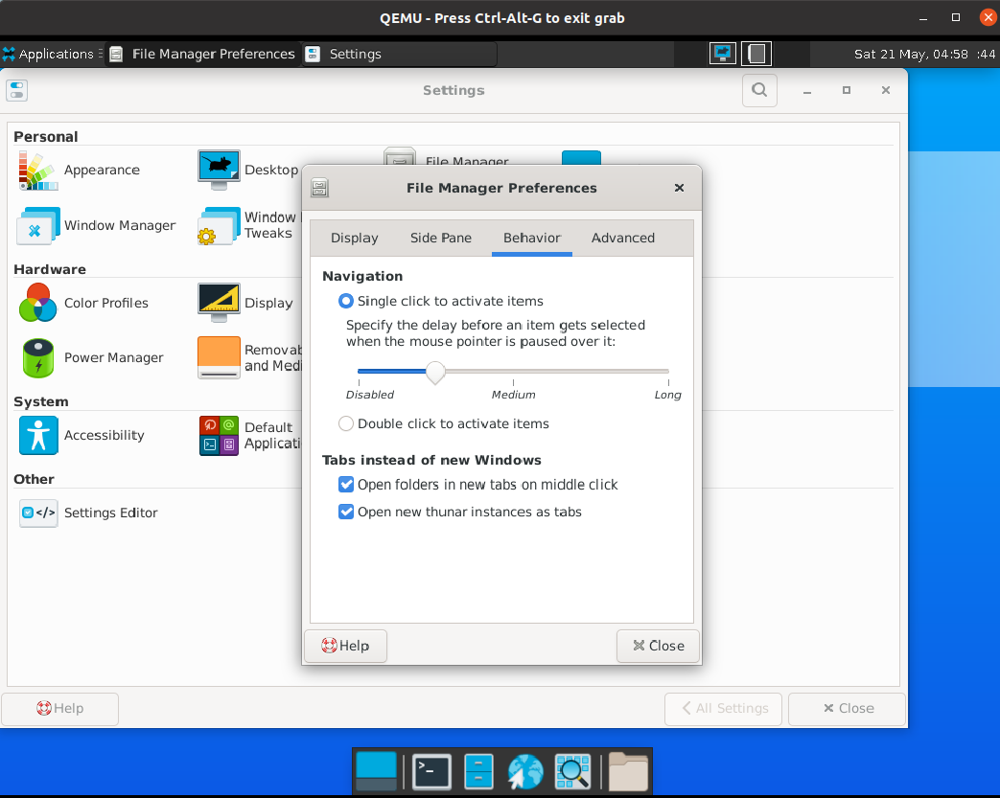 QEMU - Press Ctrl-Alt-G to exit grab
Applications
File Manager Preferences
Settings
Sat 21 May, 04:58 :44
Settings
Personal
Appearance
Desktop
File Manager
Window Manager
Window
Tweaks
Hardware
Color Profiles
Display
Power Manager
Removab
and Medi
System
Accessibility
Default
Applicati
Other
Settings Editor
</>
File Manager Preferences
Display
Side Pane
Behavior
Advanced
Navigation
Single click to activate items
Specify the delay before an item gets selected
when the mouse pointer is paused over it:
Disabled
Medium
Long
Double click to activate items
Tabs instead of new Windows
Open folders in new tabs on middle click
Open new thunar instances as tabs
Help
Close
Help
All Settings
Close